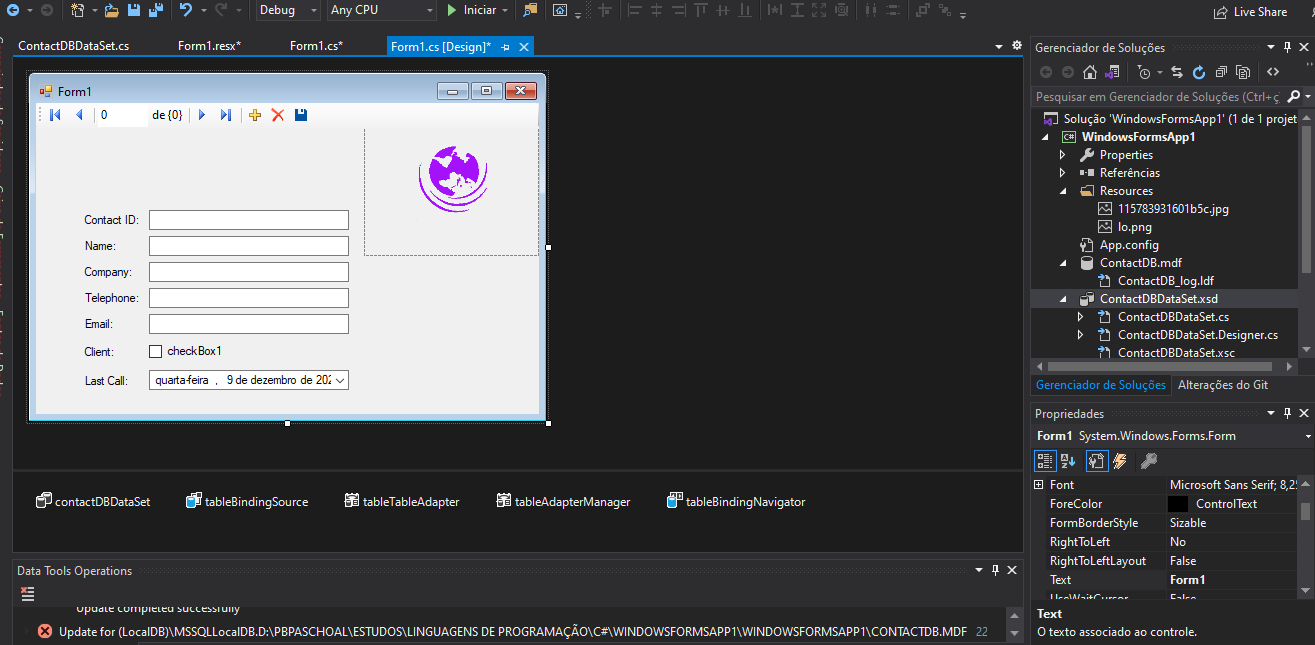 Debug Any CPU Iniciar Live Share
ContactDBDataSet.cs Form1.resx* Form1.cs* Form1.cs [Design]*
Form1
0 de {0}
Contact ID:
Name:
Company:
Telephone:
Email:
Client: checkBox1
Last Call: quarta-feira , 9 de dezembro de 202
contactDBDataSet tableBindingSource tableTableAdapter tableAdapterManager tableBindingNavigator
Data Tools Operations
Update completed successfully
Update for (LocalDB)\MSSQLLocalDB.D:\PBPASCHOAL\ESTUDOS\LINGUAGENS DE PROGRAMAÇÃO\C#\WINDOWSFORMSAPP1\WINDOWSFORMSAPP1\CONTACTDB.MDF 22
Gerenciador de Soluções
Pesquisar em Gerenciador de Soluções (Ctrl+ç
Solução 'WindowsFormsApp1' (1 de 1 projet
C# WindowsFormsApp1
Properties
Referências
Resources
115783931601b5c.jpg
lo.png
App.config
ContactDB.mdf
ContactDB_log.ldf
ContactDBDataSet.xsd
ContactDBDataSet.cs
ContactDBDataSet.Designer.cs
ContactDBDataSet.xsc
Gerenciador de Soluções Alterações do Git
Propriedades
Form1 System.Windows.Forms.Form
Font Microsoft Sans Serif; 8,25
ForeColor ControlText
FormBorderStyle Sizable
RightToLeft No
RightToLeftLayout False
Text Form1
UseWaitCursor False
Text
O texto associado ao controle.